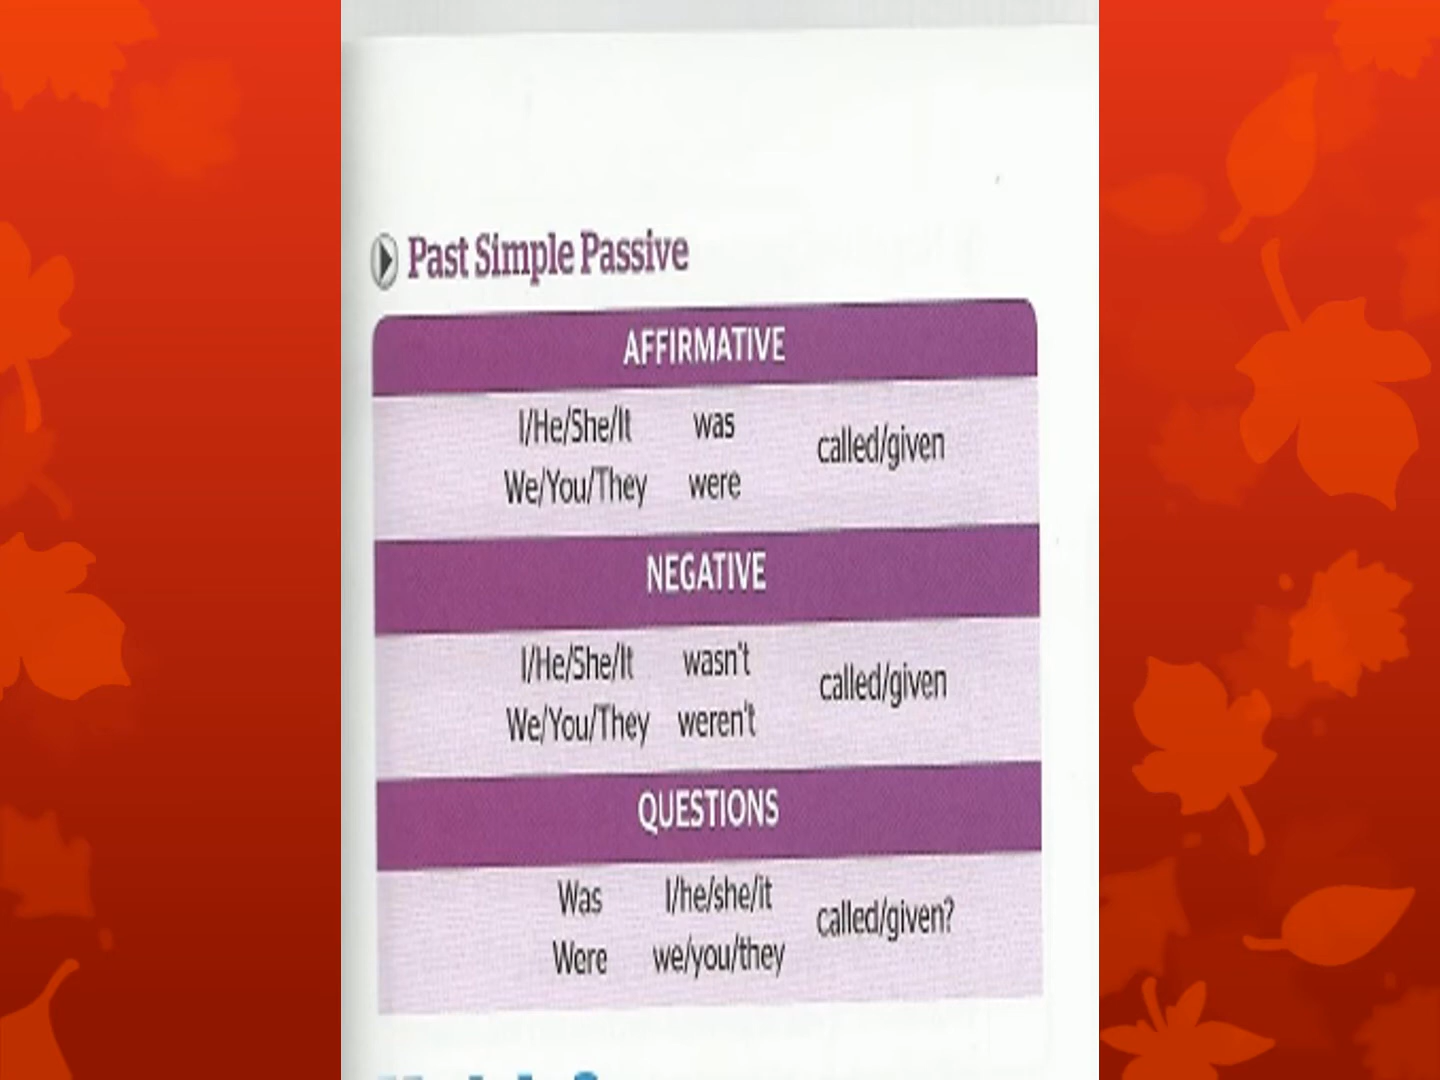 Past Simple Passive
AFFIRMATIVE
I/He/She/It was
called/given
We/You/They were
NEGATIVE
I/He/She/It wasn't
called/given
We/You/They weren't
QUESTIONS
Was I/he/she/it
called/given?
Were we/you/they